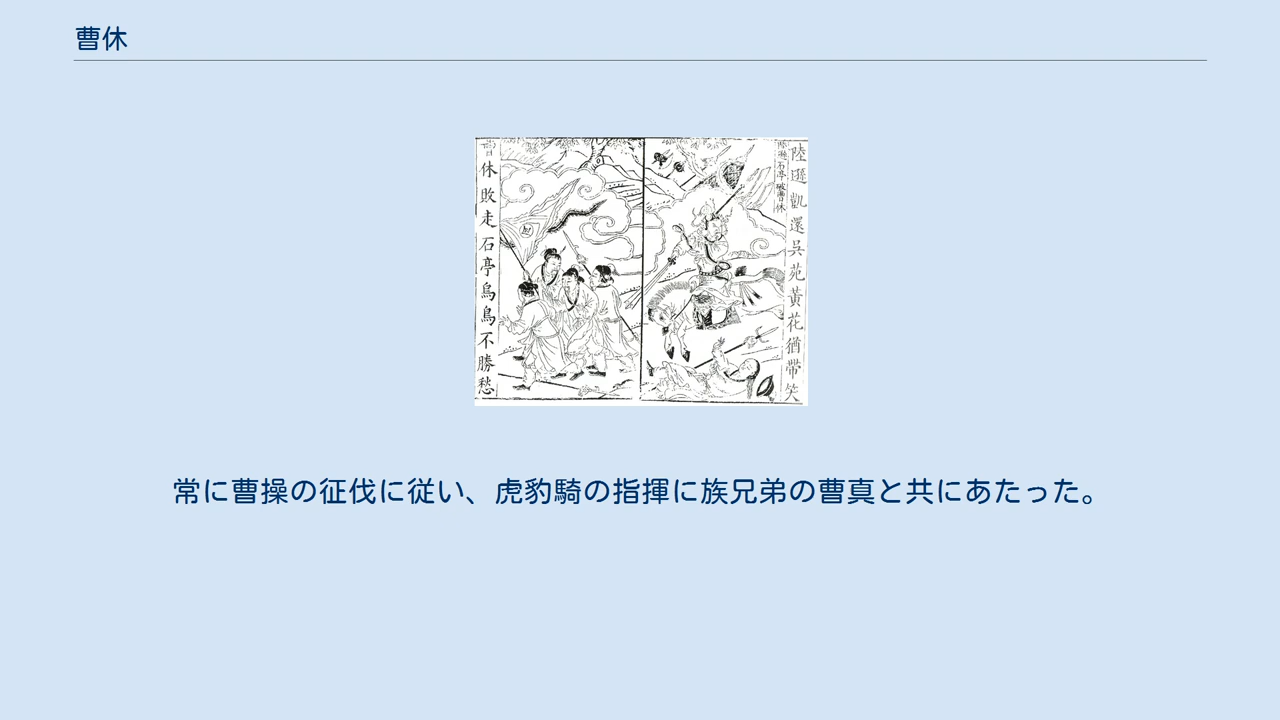 曹休
陸遜凱還呉苑黃花猶帶笑
曹休敗走石亭烏鳥不勝愁
常に曹操の征伐に従い、虎豹騎の指揮に族兄弟の曹真と共にあたった。